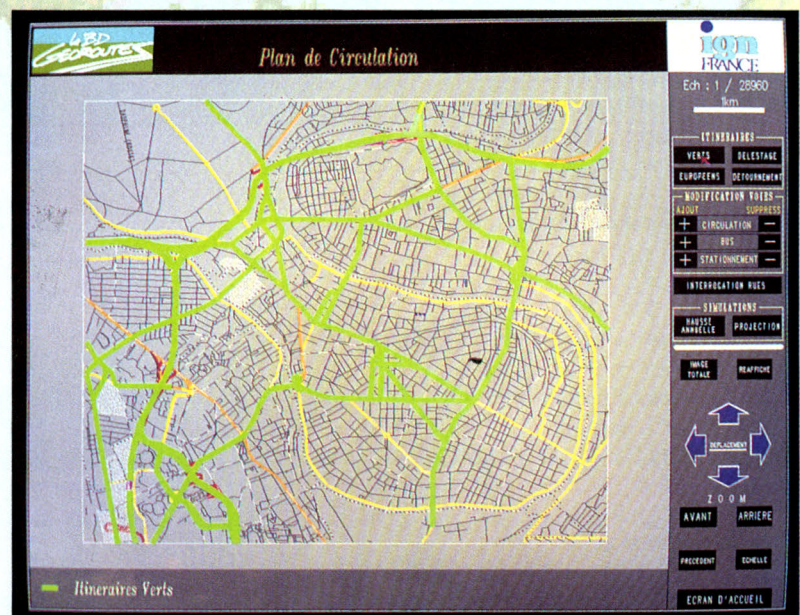 BD
GEOROUTES
Plan de Circulation
ign
FRANCE
Ech : 1 / 28960
1km
ITINERAIRES
VERTS DELESTAGE
EUROPEENS DETOURNEMENT
MODIFICATION VOIES
AJOUT SUPPRESS
+ CIRCULATION -
+ BUS -
+ STATIONNEMENT -
INTERROGATION RUES
SIMULATIONS
HAUSSE ANNUELLE PROJECTION
IMAGE TOTALE REAFFICHE
DEPLACEMENT
ZOOM
AVANT ARRIERE
PRECEDENT ECHELLE
ECRAN D'ACCUEIL
Itineraires Verts